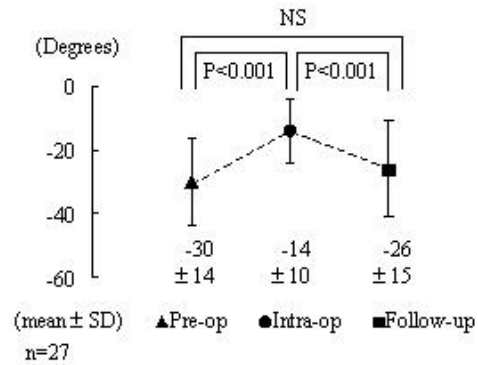 NS
(Degrees)
P<0.001 P<0.001
0
-20
-40
-60
-30 -14 -26
±14 ±10 ±15
(mean±SD) ▲Pre-op ●Intra-op ■Follow-up
n=27